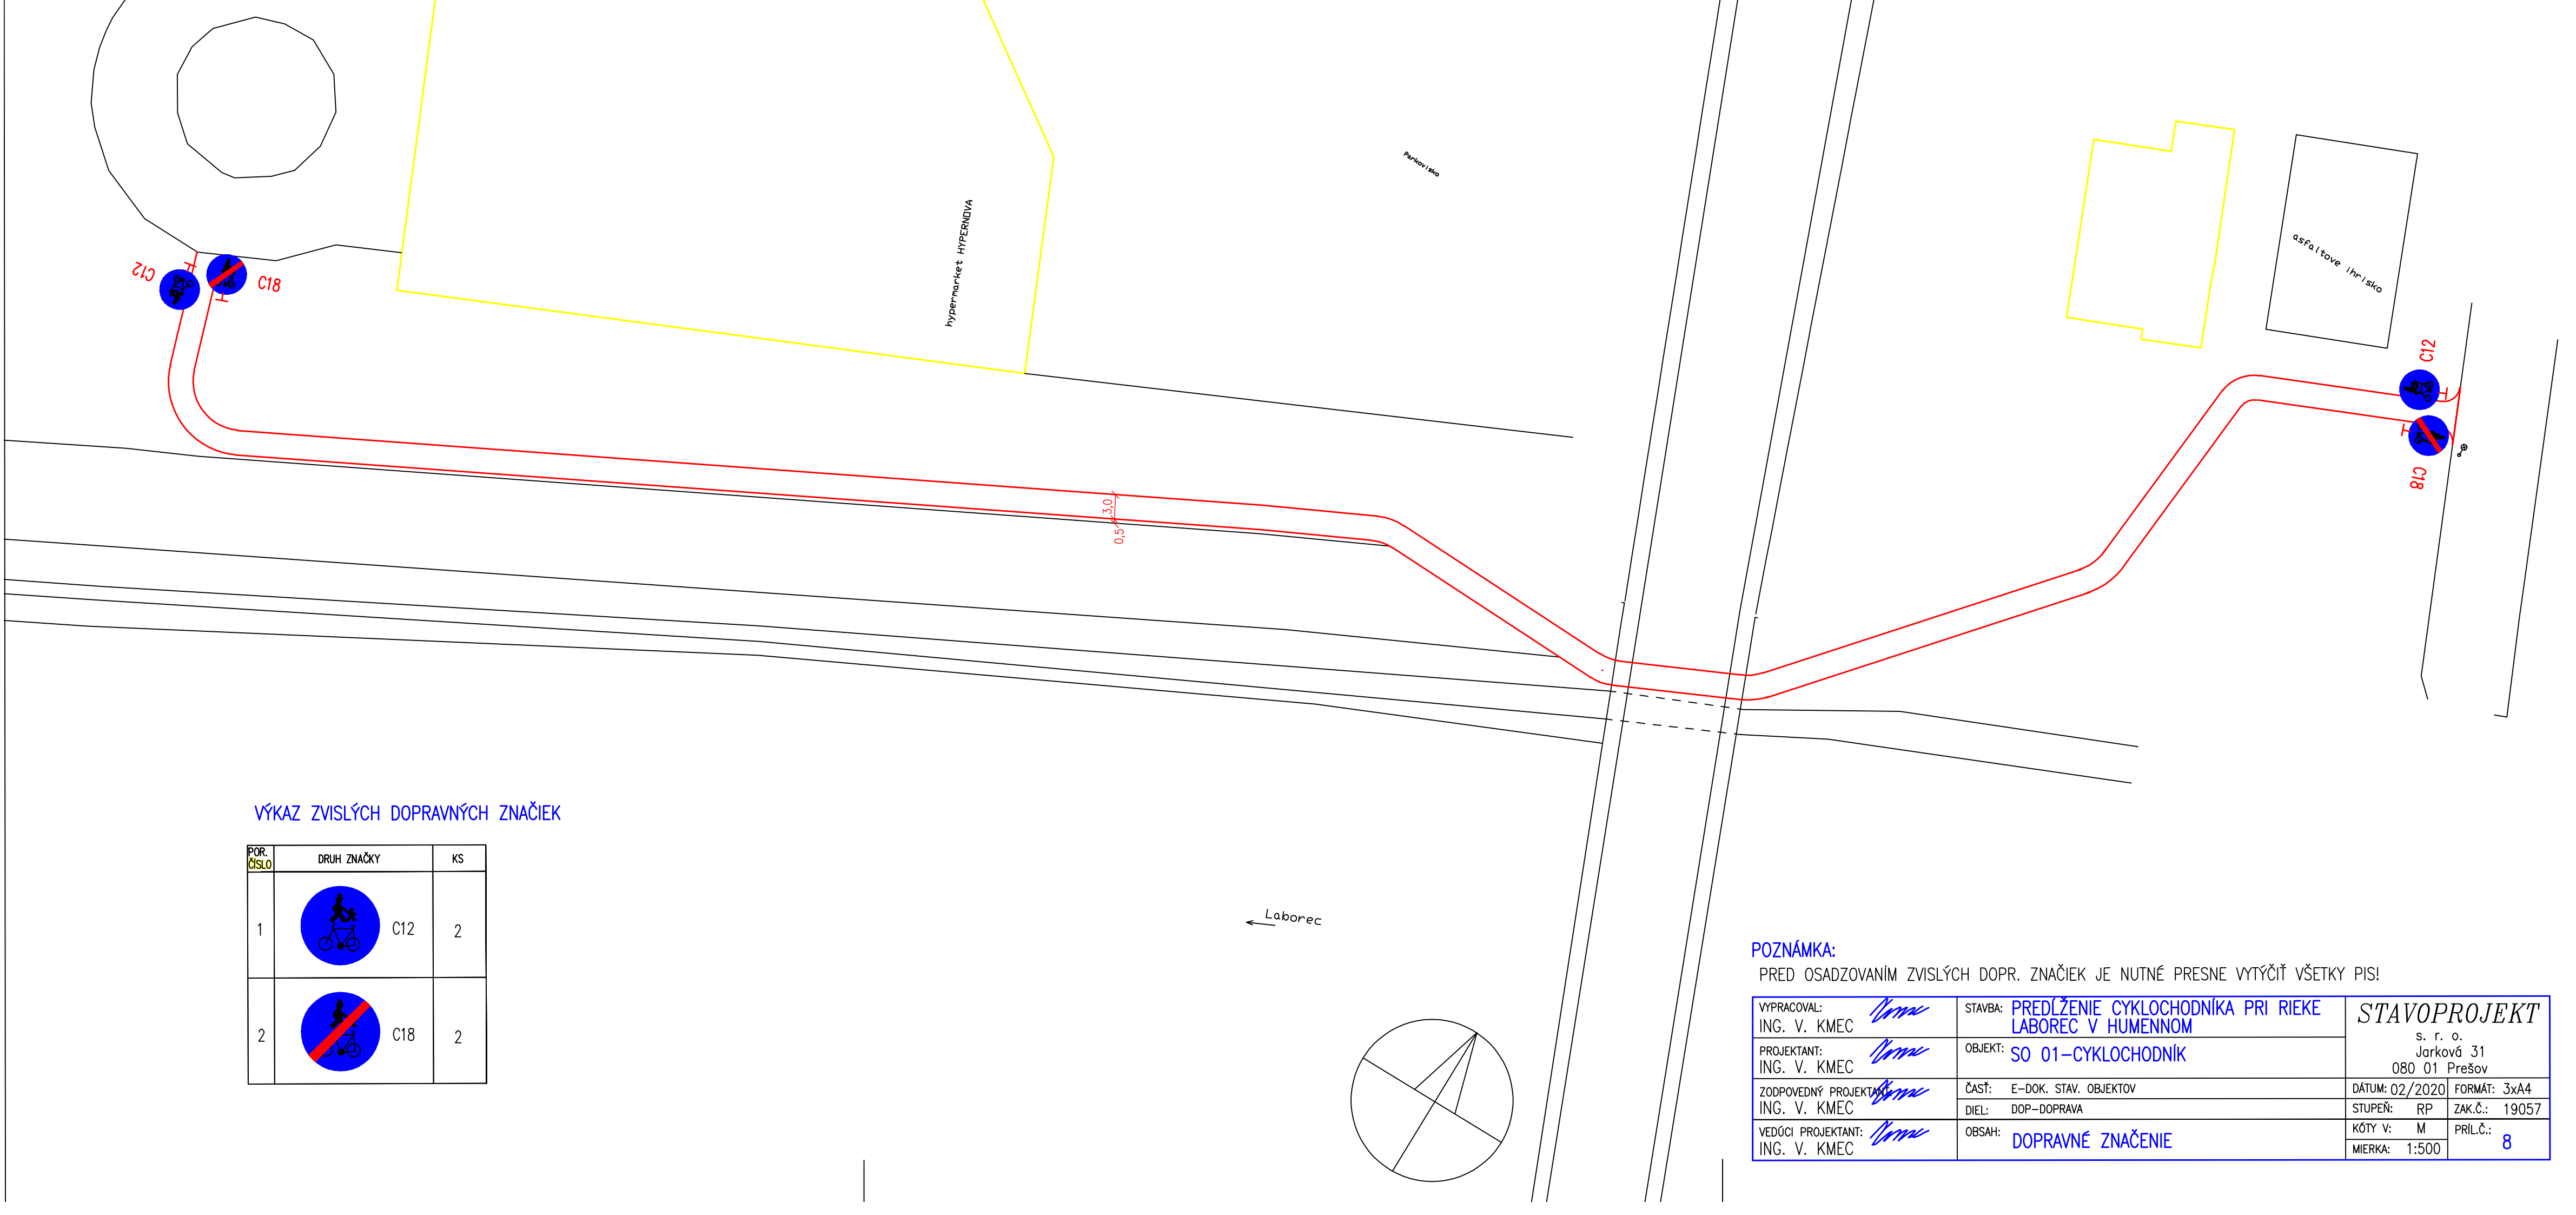 C12
C18
hypermarket HYPERNOVA
Parkovisko
asfaltove ihrisko
C12
C18
3,0
0,5
VÝKAZ ZVISLÝCH DOPRAVNÝCH ZNAČIEK
POR. ČÍSLO DRUH ZNAČKY KS
1 C12 2
2 C18 2
Laborec
POZNÁMKA:
PRED OSADZOVANÍM ZVISLÝCH DOPR. ZNAČIEK JE NUTNÉ PRESNE VYTÝČIŤ VŠETKY PIS!
VYPRACOVAL:
ING. V. KMEC
PROJEKTANT:
ING. V. KMEC
ZODPOVEDNÝ PROJEKTANT:
ING. V. KMEC
VEDÚCI PROJEKTANT:
ING. V. KMEC
STAVBA: PREDĹŽENIE CYKLOCHODNÍKA PRI RIEKE
LABOREC V HUMENNOM
OBJEKT: SO 01-CYKLOCHODNÍK
ČASŤ: E-DOK. STAV. OBJEKTOV
DIEL: DOP-DOPRAVA
OBSAH: DOPRAVNÉ ZNAČENIE
STAVOPROJEKT
s. r. o.
Jarková 31
080 01 Prešov
DÁTUM: 02/2020 FORMÁT: 3xA4
STUPEŇ: RP ZAK.Č.: 19057
KÓTY V: M PRÍL.Č.: 8
MIERKA: 1:500